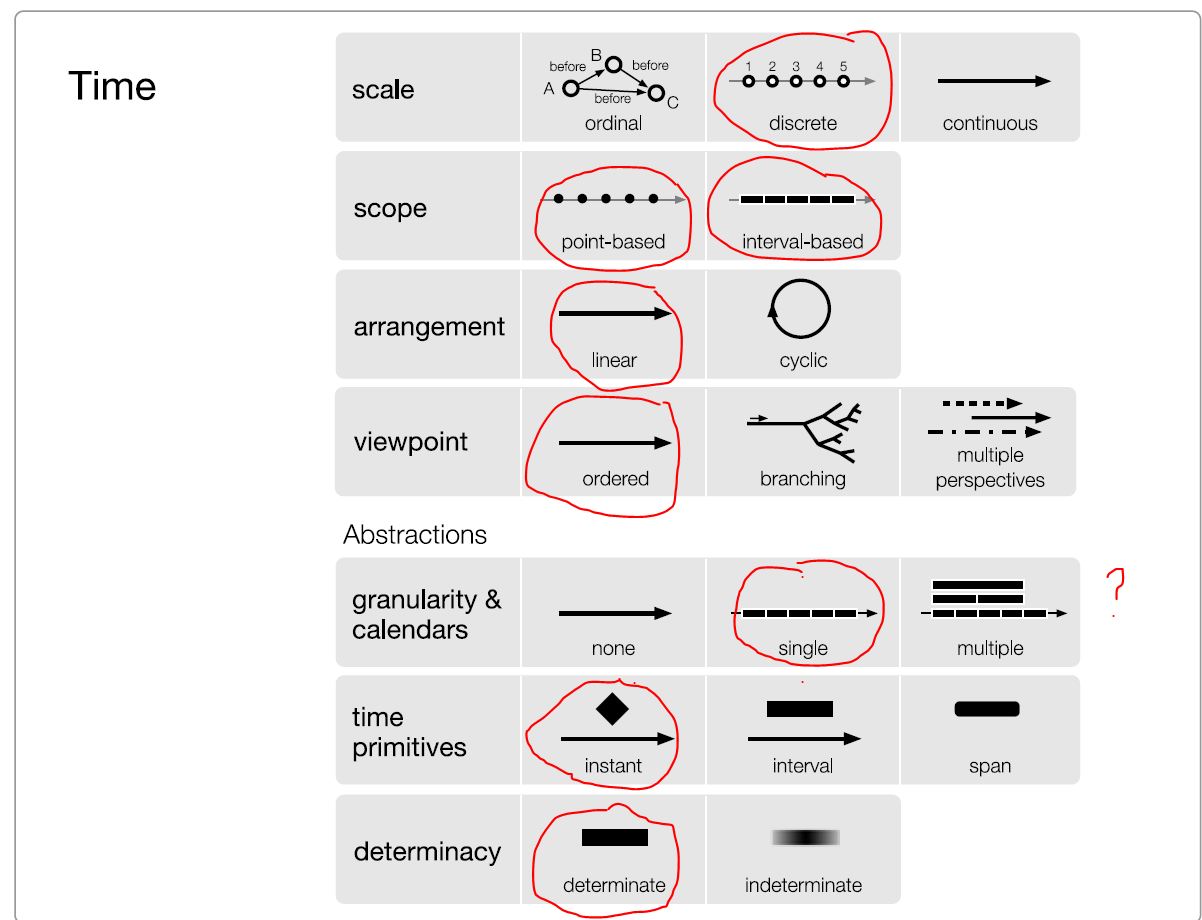 Time
scale
A
B
C
before
before
before
ordinal
1 2 3 4 5
discrete
continuous
scope
point-based
interval-based
arrangement
linear
cyclic
viewpoint
ordered
branching
multiple
perspectives
Abstractions
granularity &
calendars
none
single
multiple
?
time
primitives
instant
interval
span
determinacy
determinate
indeterminate